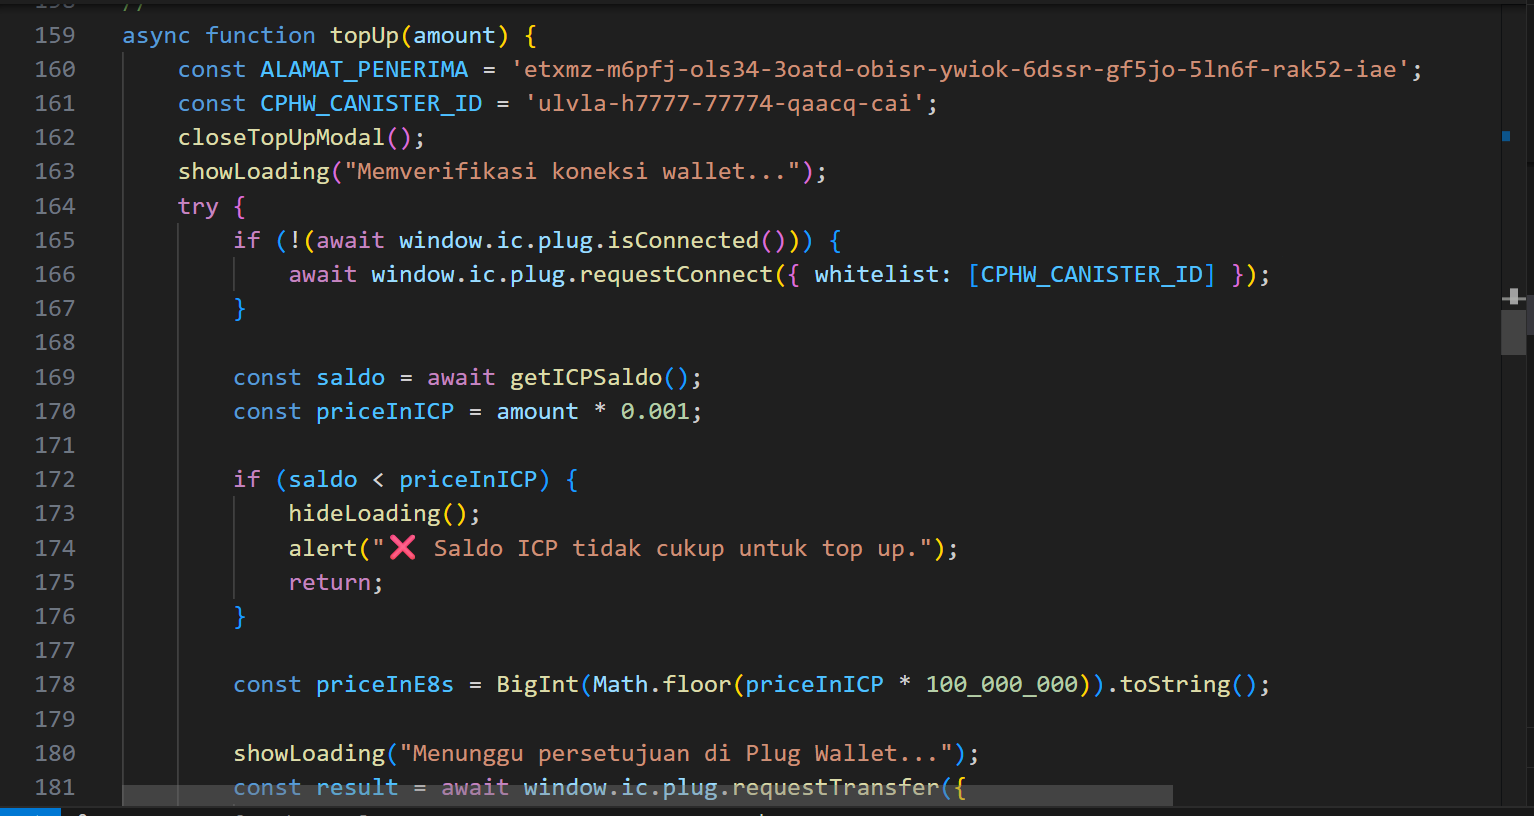 159 async function topUp(amount) {
160 const ALAMAT_PENERIMA = 'etxmz-m6pfj-ols34-3oatd-obisr-ywiok-6dssr-gf5jo-5ln6f-rak52-iae';
161 const CPHW_CANISTER_ID = 'ulvla-h7777-77774-qaacq-cai';
162 closeTopUpModal();
163 showLoading("Memverifikasi koneksi wallet...");
164 try {
165 if (!(await window.ic.plug.isConnected())) {
166 await window.ic.plug.requestConnect({ whitelist: [CPHW_CANISTER_ID] });
167 }
168
169 const saldo = await getICPSaldo();
170 const priceInICP = amount * 0.001;
171
172 if (saldo < priceInICP) {
173 hideLoading();
174 alert("❌ Saldo ICP tidak cukup untuk top up.");
175 return;
176 }
177
178 const priceInE8s = BigInt(Math.floor(priceInICP * 100_000_000)).toString();
179
180 showLoading("Menunggu persetujuan di Plug Wallet...");
181 const result = await window.ic.plug.requestTransfer({